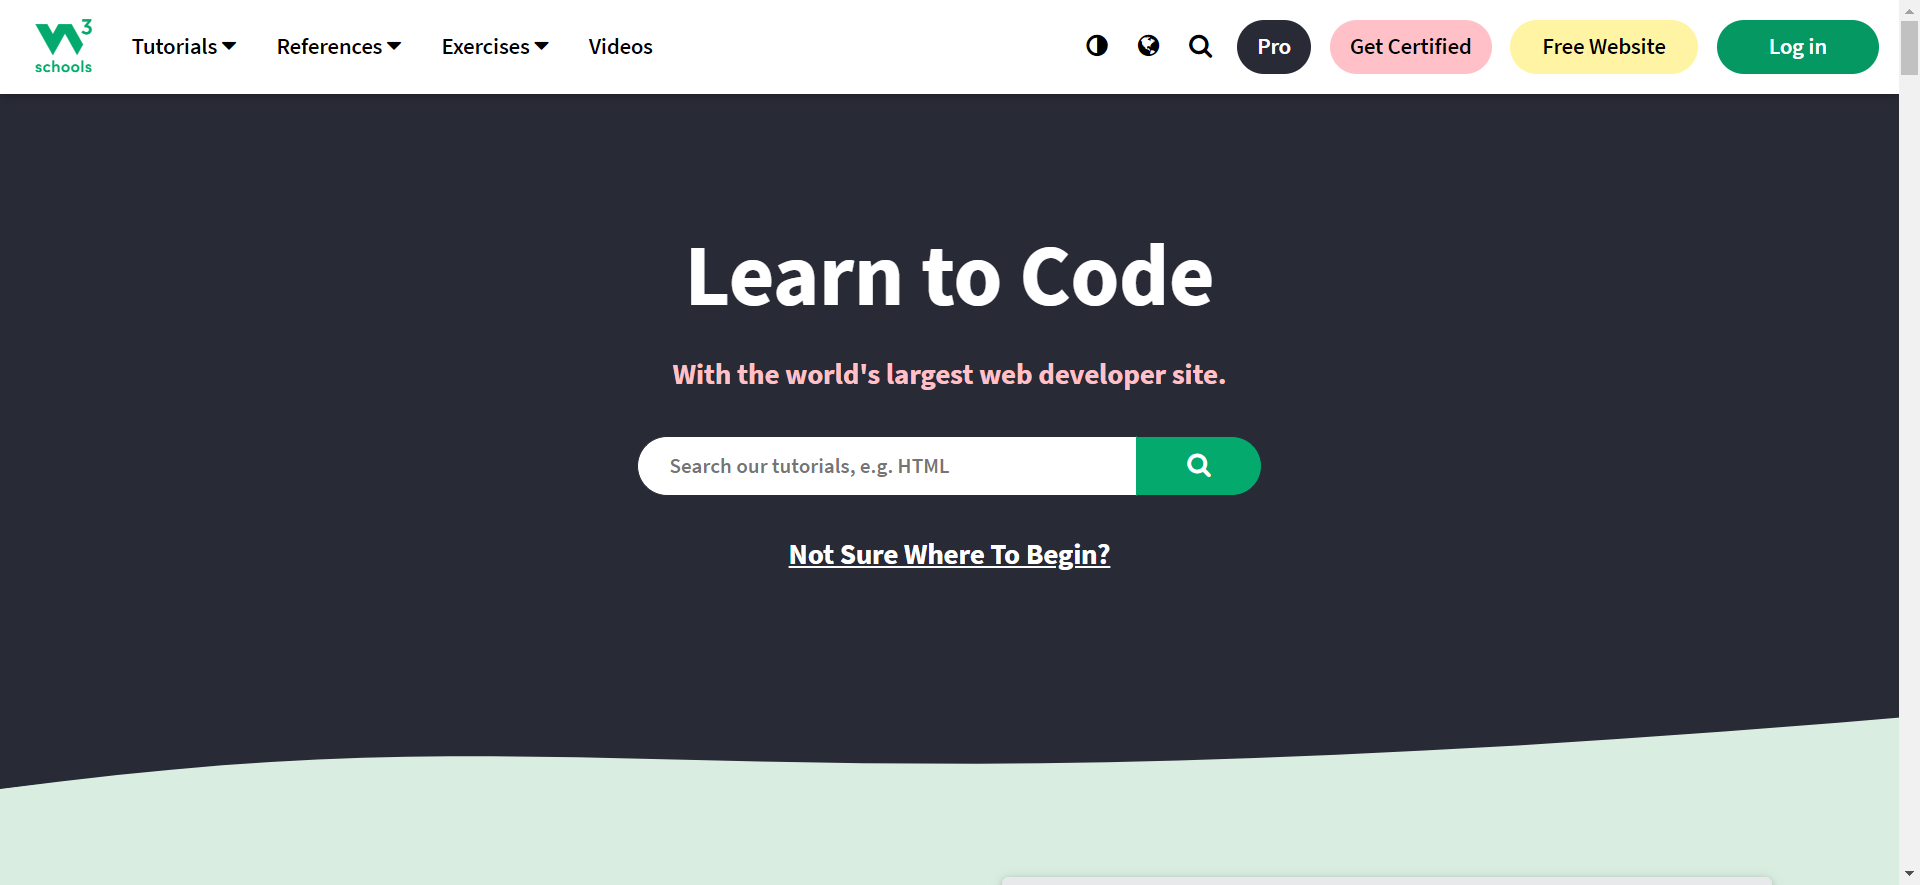 W3 schools
Tutorials References Exercises Videos Pro Get Certified Free Website Log in
Learn to Code
With the world's largest web developer site.
Search our tutorials, e.g. HTML
Not Sure Where To Begin?